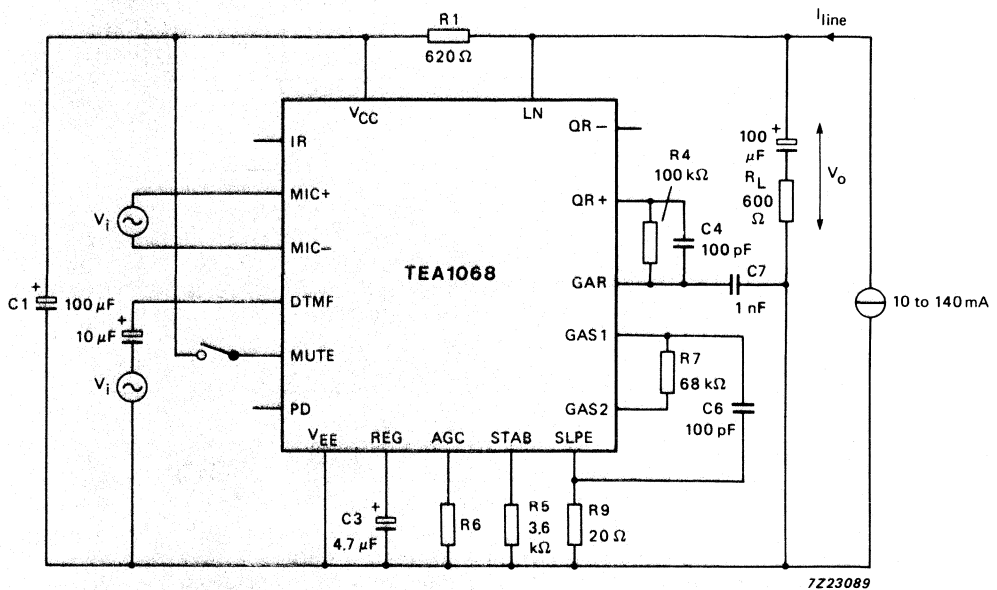 R1
620 Ω
I line
VCC
LN
IR
QR−
MIC+
MIC−
Vi
R4
100 kΩ
QR+
C4
100 pF
100
μF
RL
600
Ω
Vo
TEA1068
GAR
C7
1 nF
C1
100 μF
10 μF
DTMF
10 to 140 mA
MUTE
Vi
GAS1
R7
68 kΩ
PD
GAS2
C6
100 pF
VEE
REG
AGC
STAB
SLPE
C3
4.7 μF
R6
R5
3,6
kΩ
R9
20 Ω
7Z23089
+
+
+
+